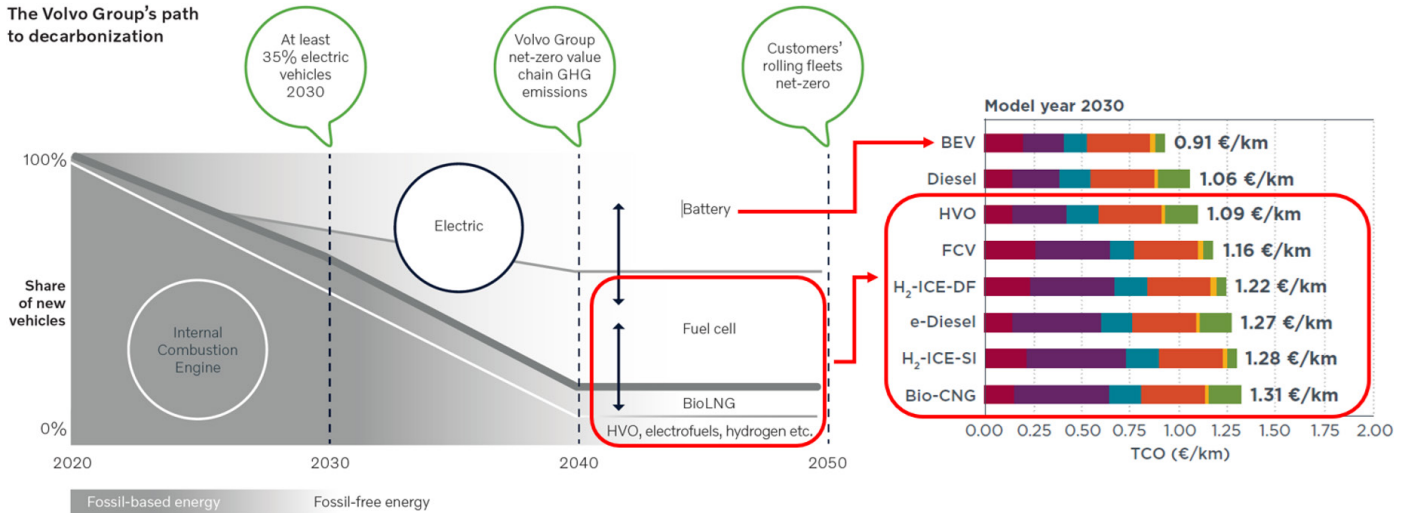 The Volvo Group's path
to decarbonization
At least
35% electric
vehicles
2030
Volvo Group
net-zero value
chain GHG
emissions
Customers'
rolling fleets
net-zero
100%
Share
of new
vehicles
0%
Internal
Combustion
Engine
Electric
Battery
Fuel cell
BioLNG
HVO, electrofuels, hydrogen etc.
2020
2030
2040
2050
Fossil-based energy
Fossil-free energy
Model year 2030
BEV 0.91 €/km
Diesel 1.06 €/km
HVO 1.09 €/km
FCV 1.16 €/km
H₂-ICE-DF 1.22 €/km
e-Diesel 1.27 €/km
H₂-ICE-SI 1.28 €/km
Bio-CNG 1.31 €/km
0.00 0.25 0.50 0.75 1.00 1.25 1.50 1.75 2.00
TCO (€/km)